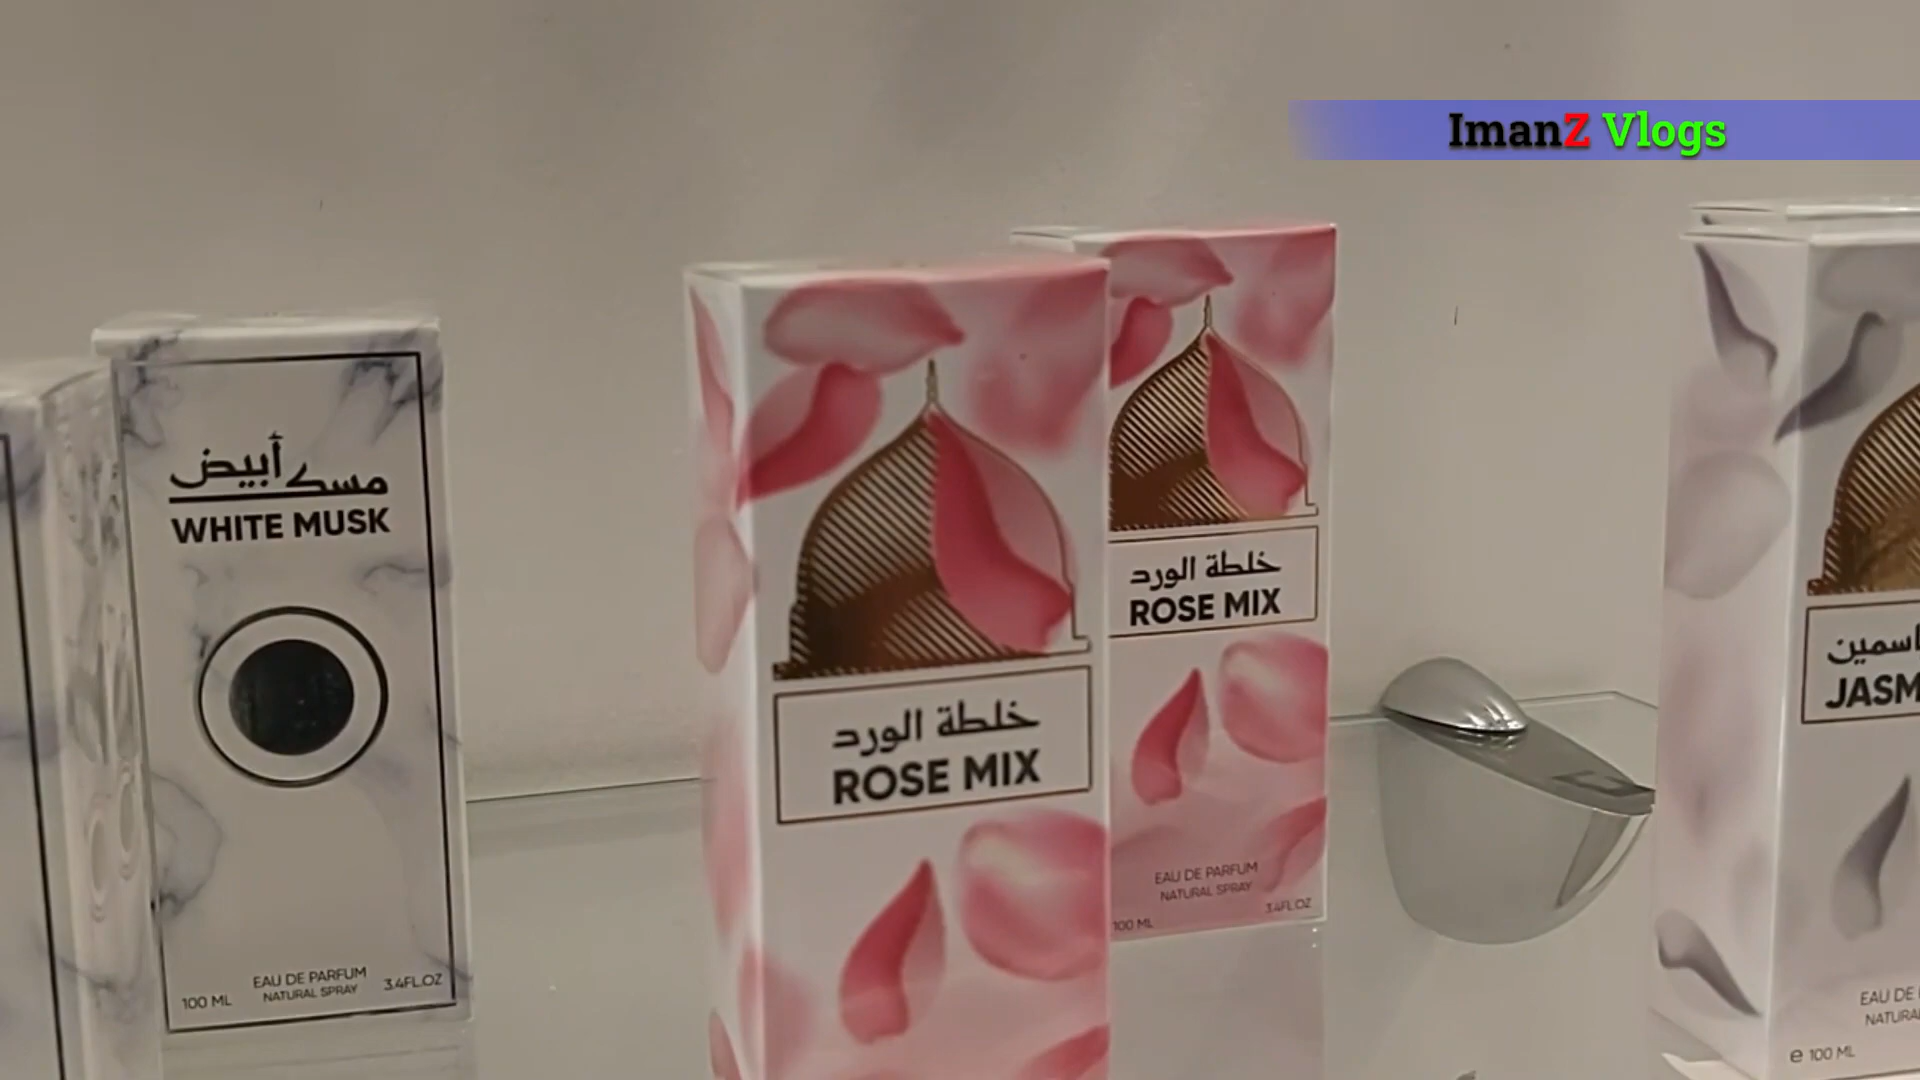 ImanZ Vlogs
مسك أبيض
WHITE MUSK
EAU DE PARFUM
NATURAL SPRAY
100 ML
3.4FL.OZ
خلطة الورد
ROSE MIX
خلطة الورد
ROSE MIX
EAU DE PARFUM
NATURAL SPRAY
100 ML
3.4FL.OZ
اسمين
JASM
EAU DE
NATURA
e 100 ML